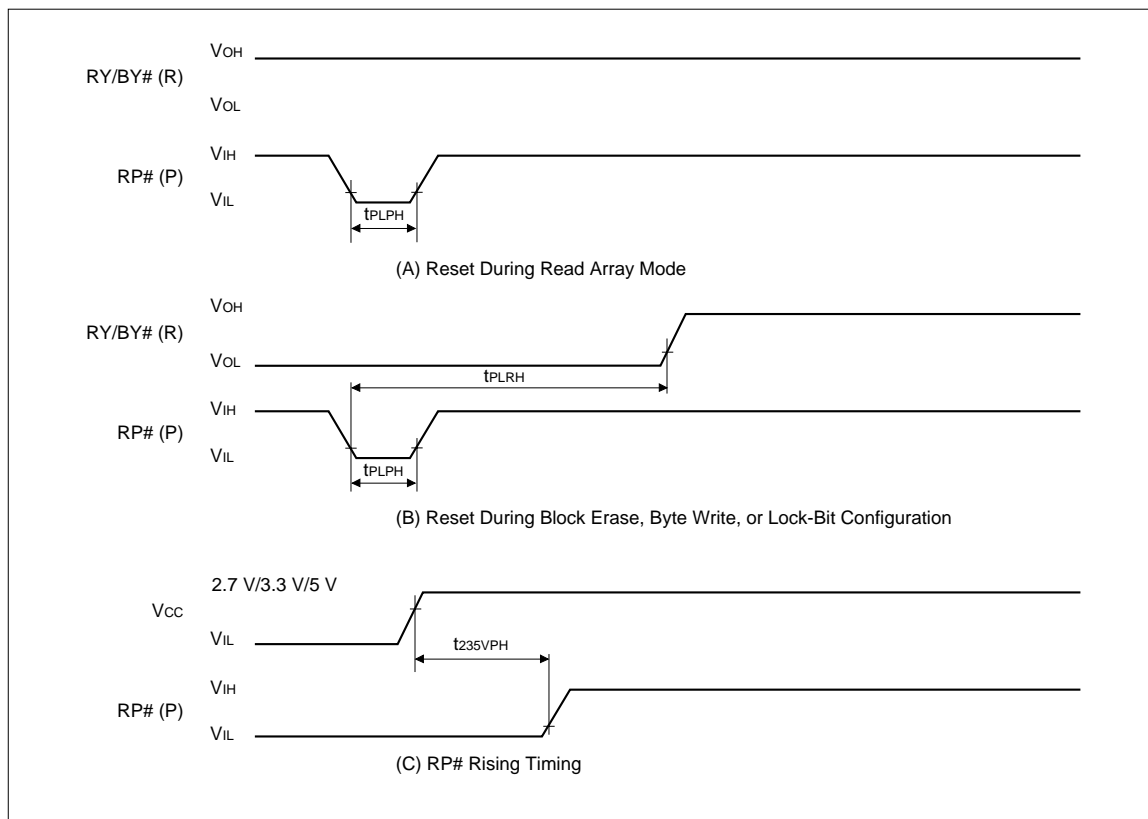 VOH
RY/BY# (R)
VOL
VIH
RP# (P)
VIL
tPLPH
(A) Reset During Read Array Mode
VOH
RY/BY# (R)
VOL
tPLRH
VIH
RP# (P)
VIL
tPLPH
(B) Reset During Block Erase, Byte Write, or Lock-Bit Configuration
2.7 V/3.3 V/5 V
VCC
VIL
t235VPH
VIH
RP# (P)
VIL
(C) RP# Rising Timing